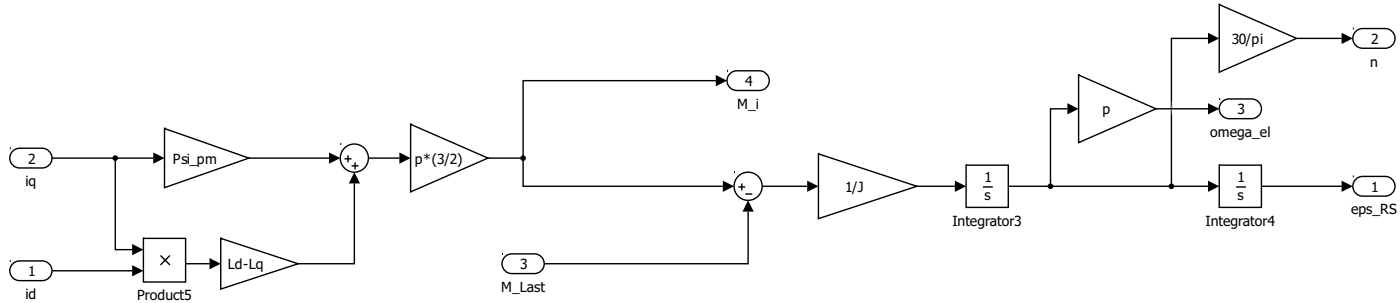 30/pi
2
n
4
M_i
p
3
omega_el
2
iq
Psi_pm
+
+
p*(3/2)
+
−
1/J
1
s
Integrator3
1
s
Integrator4
1
eps_RS
1
id
×
Product5
Ld-Lq
3
M_Last